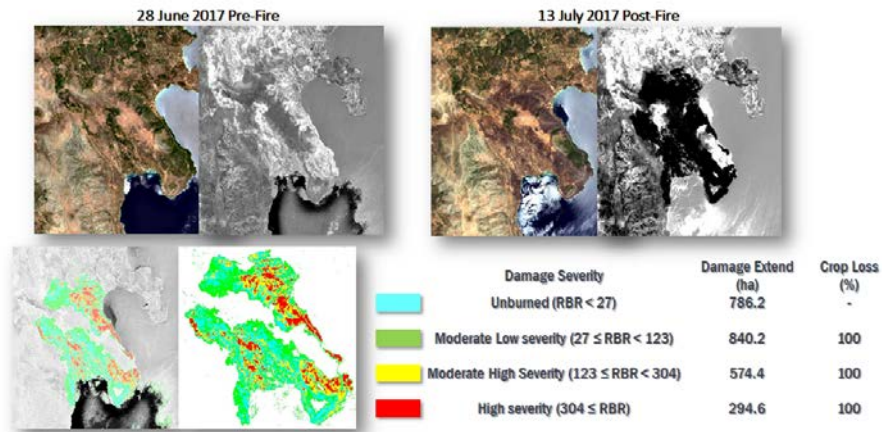 28 June 2017 Pre-Fire
13 July 2017 Post-Fire
Damage Severity
Damage Extend
(ha)
Crop Loss
(%)
Unburned (RBR < 27)
786.2
-
Moderate Low severity (27 ≤ RBR < 123)
840.2
100
Moderate High Severity (123 ≤ RBR < 304)
574.4
100
High severity (304 ≤ RBR)
294.6
100